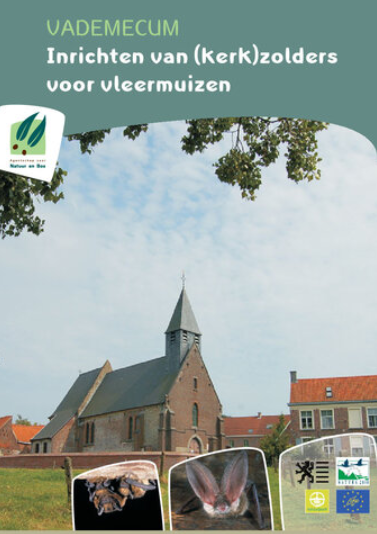 VADEMECUM
Inrichten van (kerk)zolders
voor vleermuizen
Agentschap voor
Natuur en Bos